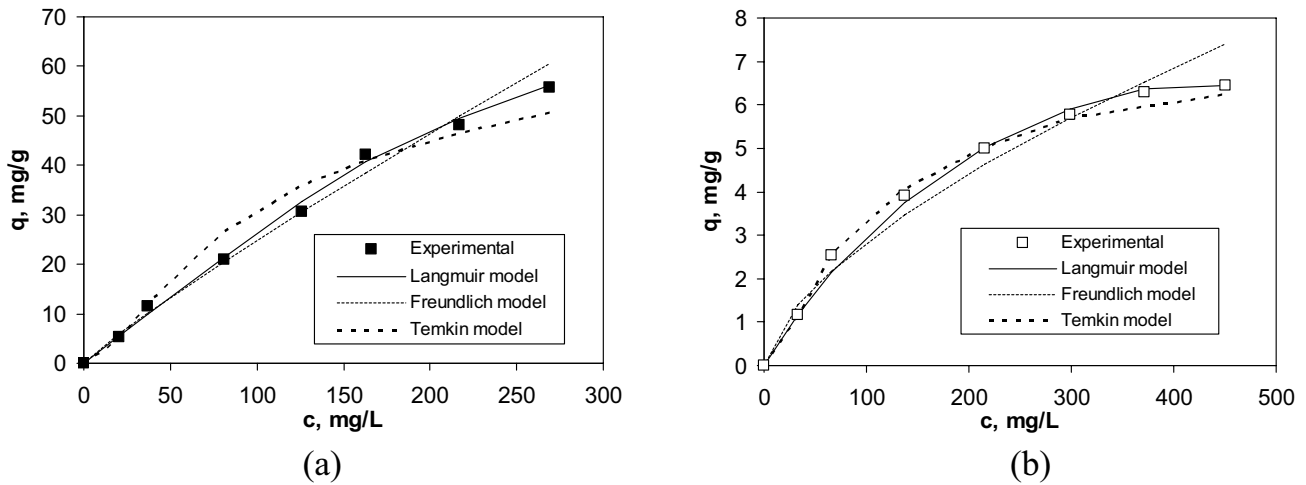 70
60
50
40
30
20
10
0
q, mg/g
0 50 100 150 200 250 300
c, mg/L
Experimental
Langmuir model
Freundlich model
Temkin model
(a)
8
7
6
5
4
3
2
1
0
q, mg/g
0 100 200 300 400 500
c, mg/L
Experimental
Langmuir model
Freundlich model
Temkin model
(b)